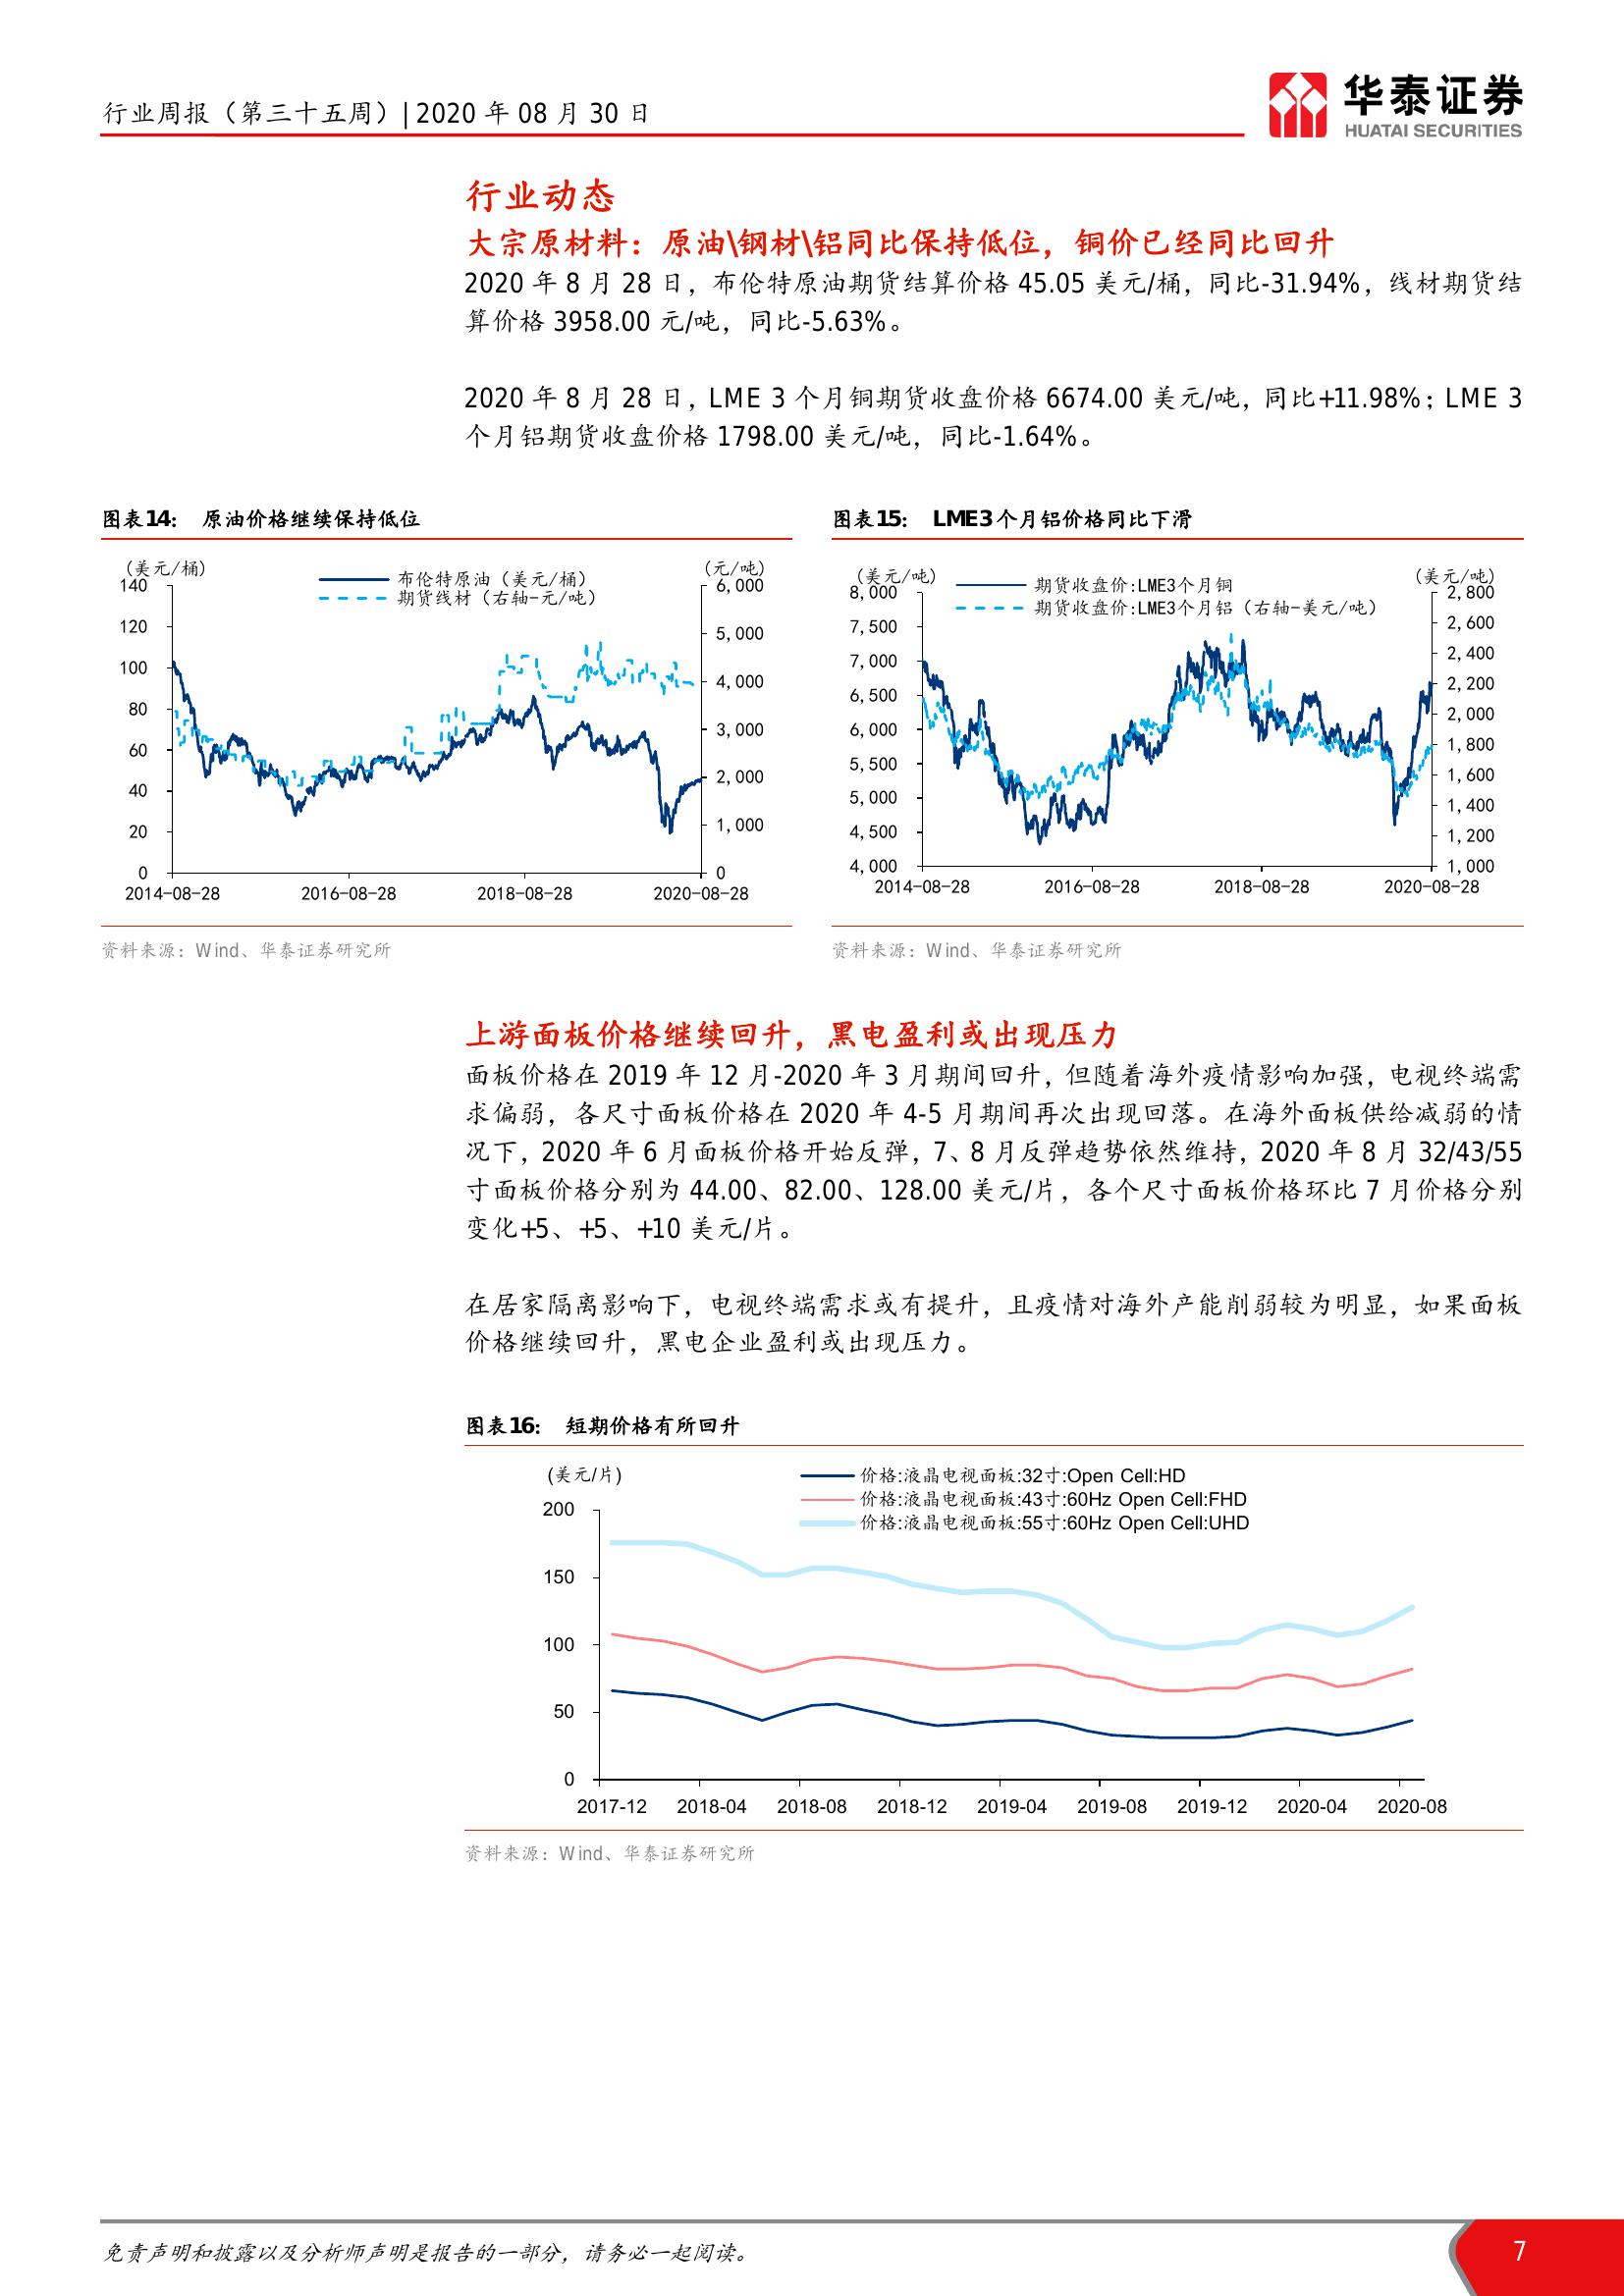 行业周报（第三十五周）| 2020 年 08 月 30 日
华泰证券
HUATAI SECURITIES
行业动态
大宗原材料：原油\钢材\铝同比保持低位，铜价已经同比回升
2020 年 8 月 28 日，布伦特原油期货结算价格 45.05 美元/桶，同比-31.94%，线材期货结
算价格 3958.00 元/吨，同比-5.63%。
2020 年 8 月 28 日，LME 3 个月铜期货收盘价格 6674.00 美元/吨，同比+11.98%；LME 3
个月铝期货收盘价格 1798.00 美元/吨，同比-1.64%。
图表14： 原油价格继续保持低位
（美元/桶）
（元/吨）
布伦特原油（美元/桶）
期货线材（右轴-元/吨）
140
120
100
80
60
40
20
0
6,000
5,000
4,000
3,000
2,000
1,000
0
2014-08-28 2016-08-28 2018-08-28 2020-08-28
资料来源：Wind、华泰证券研究所
图表15： LME3 个月铝价格同比下滑
（美元/吨）
（美元/吨）
期货收盘价:LME3个月铜
期货收盘价:LME3个月铝（右轴-美元/吨）
8,000
7,500
7,000
6,500
6,000
5,500
5,000
4,500
4,000
2,800
2,600
2,400
2,200
2,000
1,800
1,600
1,400
1,200
1,000
2014-08-28 2016-08-28 2018-08-28 2020-08-28
资料来源：Wind、华泰证券研究所
上游面板价格继续回升，黑电盈利或出现压力
面板价格在 2019 年 12 月-2020 年 3 月期间回升，但随着海外疫情影响加强，电视终端需
求偏弱，各尺寸面板价格在 2020 年 4-5 月期间再次出现回落。在海外面板供给减弱的情
况下，2020 年 6 月面板价格开始反弹，7、8 月反弹趋势依然维持，2020 年 8 月 32/43/55
寸面板价格分别为 44.00、82.00、128.00 美元/片，各个尺寸面板价格环比 7 月价格分别
变化+5、+5、+10 美元/片。
在居家隔离影响下，电视终端需求或有提升，且疫情对海外产能削弱较为明显，如果面板
价格继续回升，黑电企业盈利或出现压力。
图表16： 短期价格有所回升
(美元/片)
价格:液晶电视面板:32寸:Open Cell:HD
价格:液晶电视面板:43寸:60Hz Open Cell:FHD
价格:液晶电视面板:55寸:60Hz Open Cell:UHD
200
150
100
50
0
2017-12 2018-04 2018-08 2018-12 2019-04 2019-08 2019-12 2020-04 2020-08
资料来源：Wind、华泰证券研究所
免责声明和披露以及分析师声明是报告的一部分，请务必一起阅读。
7